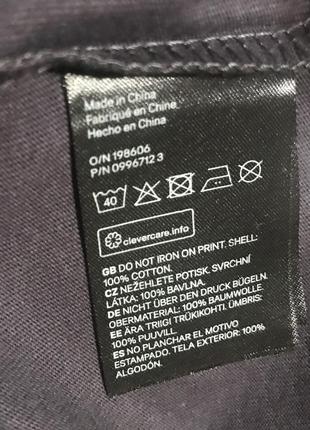 Made in China
Fabriqué en Chine
Hecho en China
O/N 198606
P/N 0996712 3
40
clevercare.info
GB DO NOT IRON ON PRINT. SHELL:
100% COTTON.
CZ NEŽEHLETE POTISK. SVRCHNÍ
LÁTKA: 100% BAVLNA.
DE NICHT ÜBER DEN DRUCK BÜGELN.
OBERMATERIAL: 100% BAUMWOLLE.
EE ÄRA TRIIGI TRÜKIKOHTI. ÜMBRIS:
100% PUUVILL.
ES NO PLANCHAR EL MOTIVO
ESTAMPADO. TELA EXTERIOR: 100%
ALGODÓN.